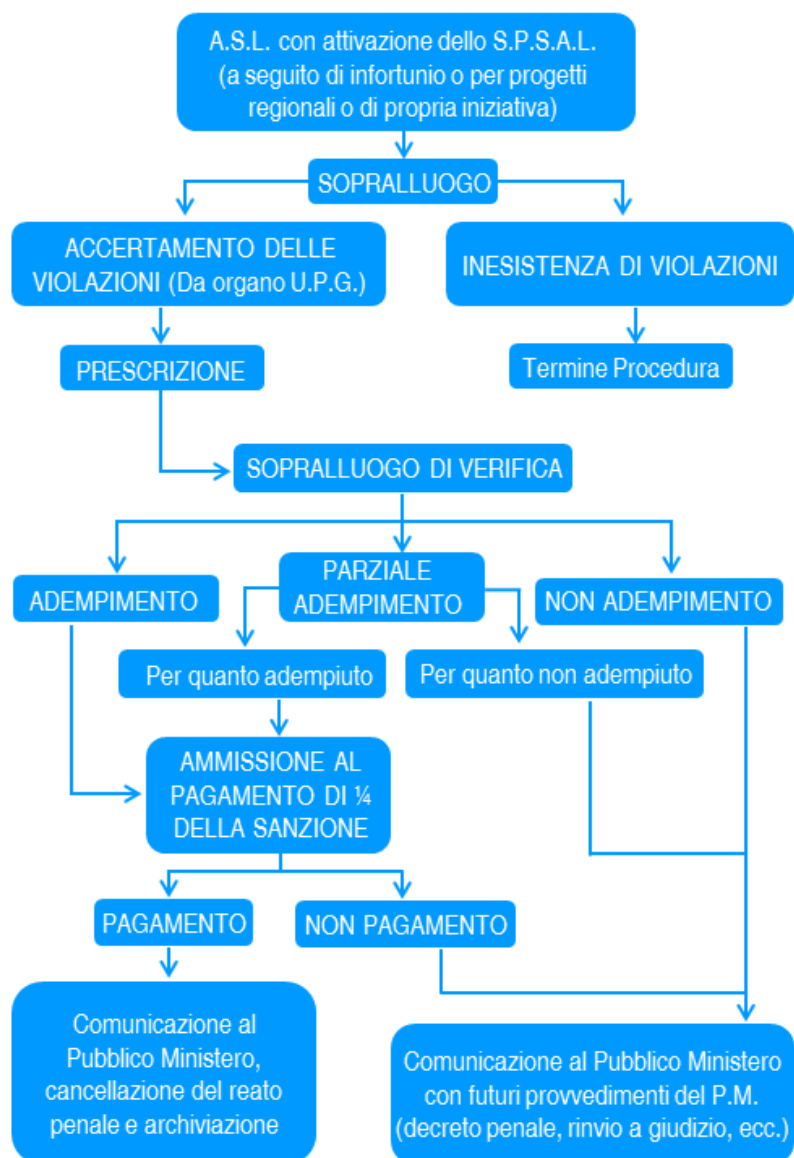 A.S.L. con attivazione dello S.P.S.A.L.
(a seguito di infortunio o per progetti
regionali o di propria iniziativa)
SOPRALLUOGO
ACCERTAMENTO DELLE
VIOLAZIONI (Da organo U.P.G.)
INESISTENZA DI VIOLAZIONI
PRESCRIZIONE
Termine Procedura
SOPRALLUOGO DI VERIFICA
ADEMPIMENTO
PARZIALE
ADEMPIMENTO
NON ADEMPIMENTO
Per quanto adempiuto
Per quanto non adempiuto
AMMISSIONE AL
PAGAMENTO DI ¼
DELLA SANZIONE
PAGAMENTO
NON PAGAMENTO
Comunicazione al
Pubblico Ministero,
cancellazione del reato
penale e archiviazione
Comunicazione al Pubblico Ministero
con futuri provvedimenti del P.M.
(decreto penale, rinvio a giudizio, ecc.)